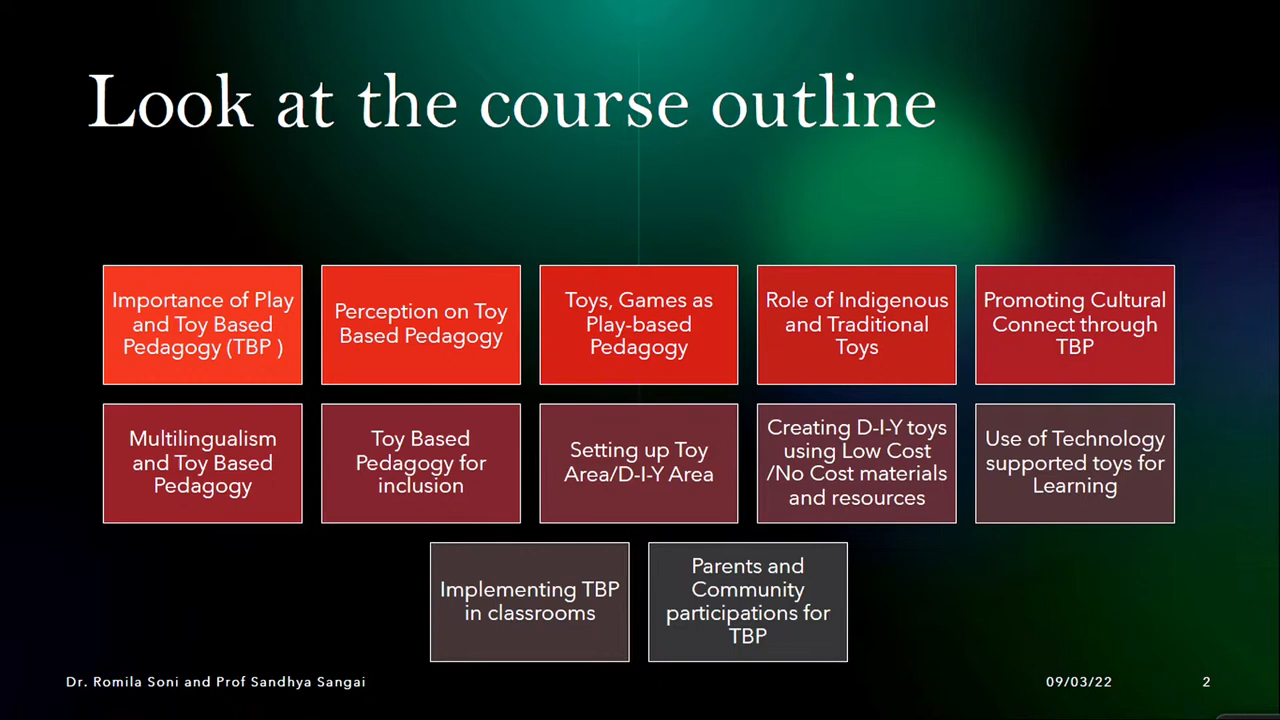 Look at the course outline
Importance of Play
and Toy Based
Pedagogy (TBP )
Perception on Toy
Based Pedagogy
Toys, Games as
Play-based
Pedagogy
Role of Indigenous
and Traditional
Toys
Promoting Cultural
Connect through
TBP
Multilingualism
and Toy Based
Pedagogy
Toy Based
Pedagogy for
inclusion
Setting up Toy
Area/D-I-Y Area
Creating D-I-Y toys
using Low Cost
/No Cost materials
and resources
Use of Technology
supported toys for
Learning
Implementing TBP
in classrooms
Parents and
Community
participations for
TBP
Dr. Romila Soni and Prof Sandhya Sangai
09/03/22
2